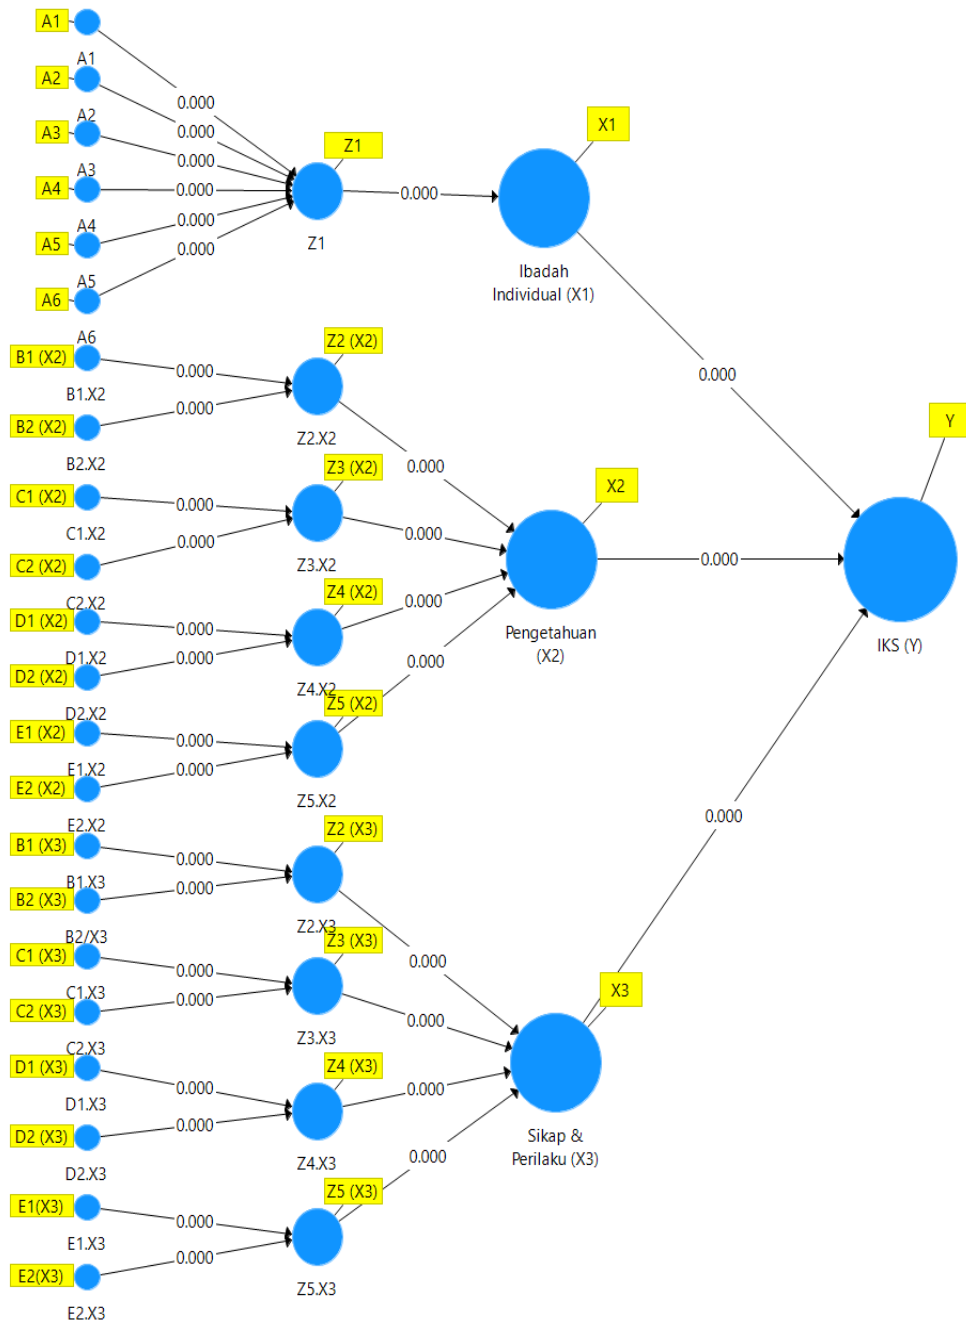 A1
A1
0.000
A2
A2
0.000
A3
A3
0.000
A4
A4
0.000
A5
A5
0.000
A6
A6
0.000
Z1
Z1
0.000
X1
Ibadah
Individual (X1)
0.000
B1 (X2)
B1.X2
0.000
B2 (X2)
B2.X2
0.000
Z2 (X2)
Z2.X2
0.000
C1 (X2)
C1.X2
0.000
C2 (X2)
C2.X2
0.000
Z3 (X2)
Z3.X2
0.000
D1 (X2)
D1.X2
0.000
D2 (X2)
D2.X2
0.000
Z4 (X2)
Z4.X2
0.000
E1 (X2)
E1.X2
0.000
E2 (X2)
E2.X2
0.000
Z5 (X2)
Z5.X2
0.000
X2
Pengetahuan
(X2)
0.000
Y
IKS (Y)
B1 (X3)
B1.X3
0.000
B2 (X3)
B2/X3
0.000
Z2 (X3)
Z2.X3
0.000
C1 (X3)
C1.X3
0.000
C2 (X3)
C2.X3
0.000
Z3 (X3)
Z3.X3
0.000
D1 (X3)
D1.X3
0.000
D2 (X3)
D2.X3
0.000
Z4 (X3)
Z4.X3
0.000
E1(X3)
E1.X3
0.000
E2(X3)
E2.X3
0.000
Z5 (X3)
Z5.X3
0.000
X3
Sikap &
Perilaku (X3)
0.000